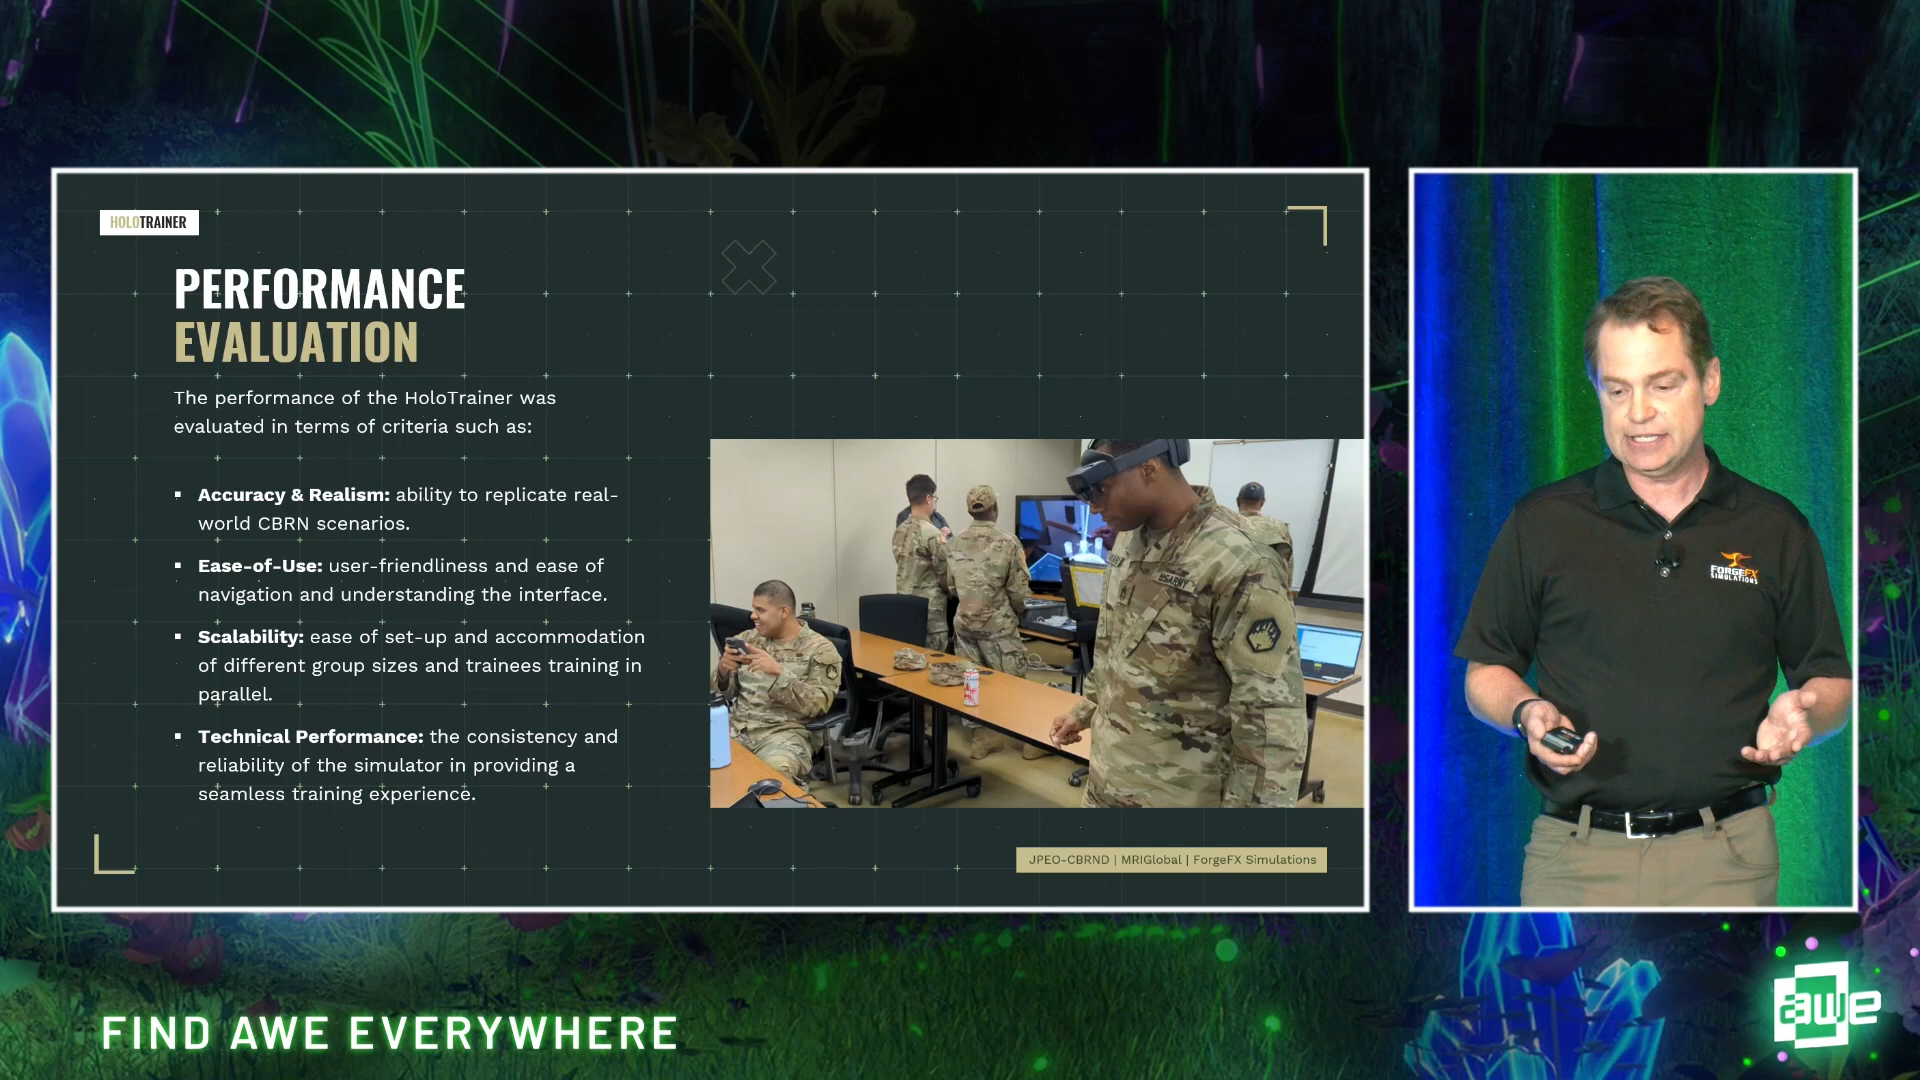 HOLOTRAINER
PERFORMANCE
EVALUATION
The performance of the HoloTrainer was
evaluated in terms of criteria such as:
▪ Accuracy & Realism: ability to replicate real-
world CBRN scenarios.
▪ Ease-of-Use: user-friendliness and ease of
navigation and understanding the interface.
▪ Scalability: ease of set-up and accommodation
of different group sizes and trainees training in
parallel.
▪ Technical Performance: the consistency and
reliability of the simulator in providing a
seamless training experience.
U.S. ARMY
JPEO-CBRND | MRIGlobal | ForgeFX Simulations
FORGEFX
SIMULATIONS
FIND AWE EVERYWHERE
awe